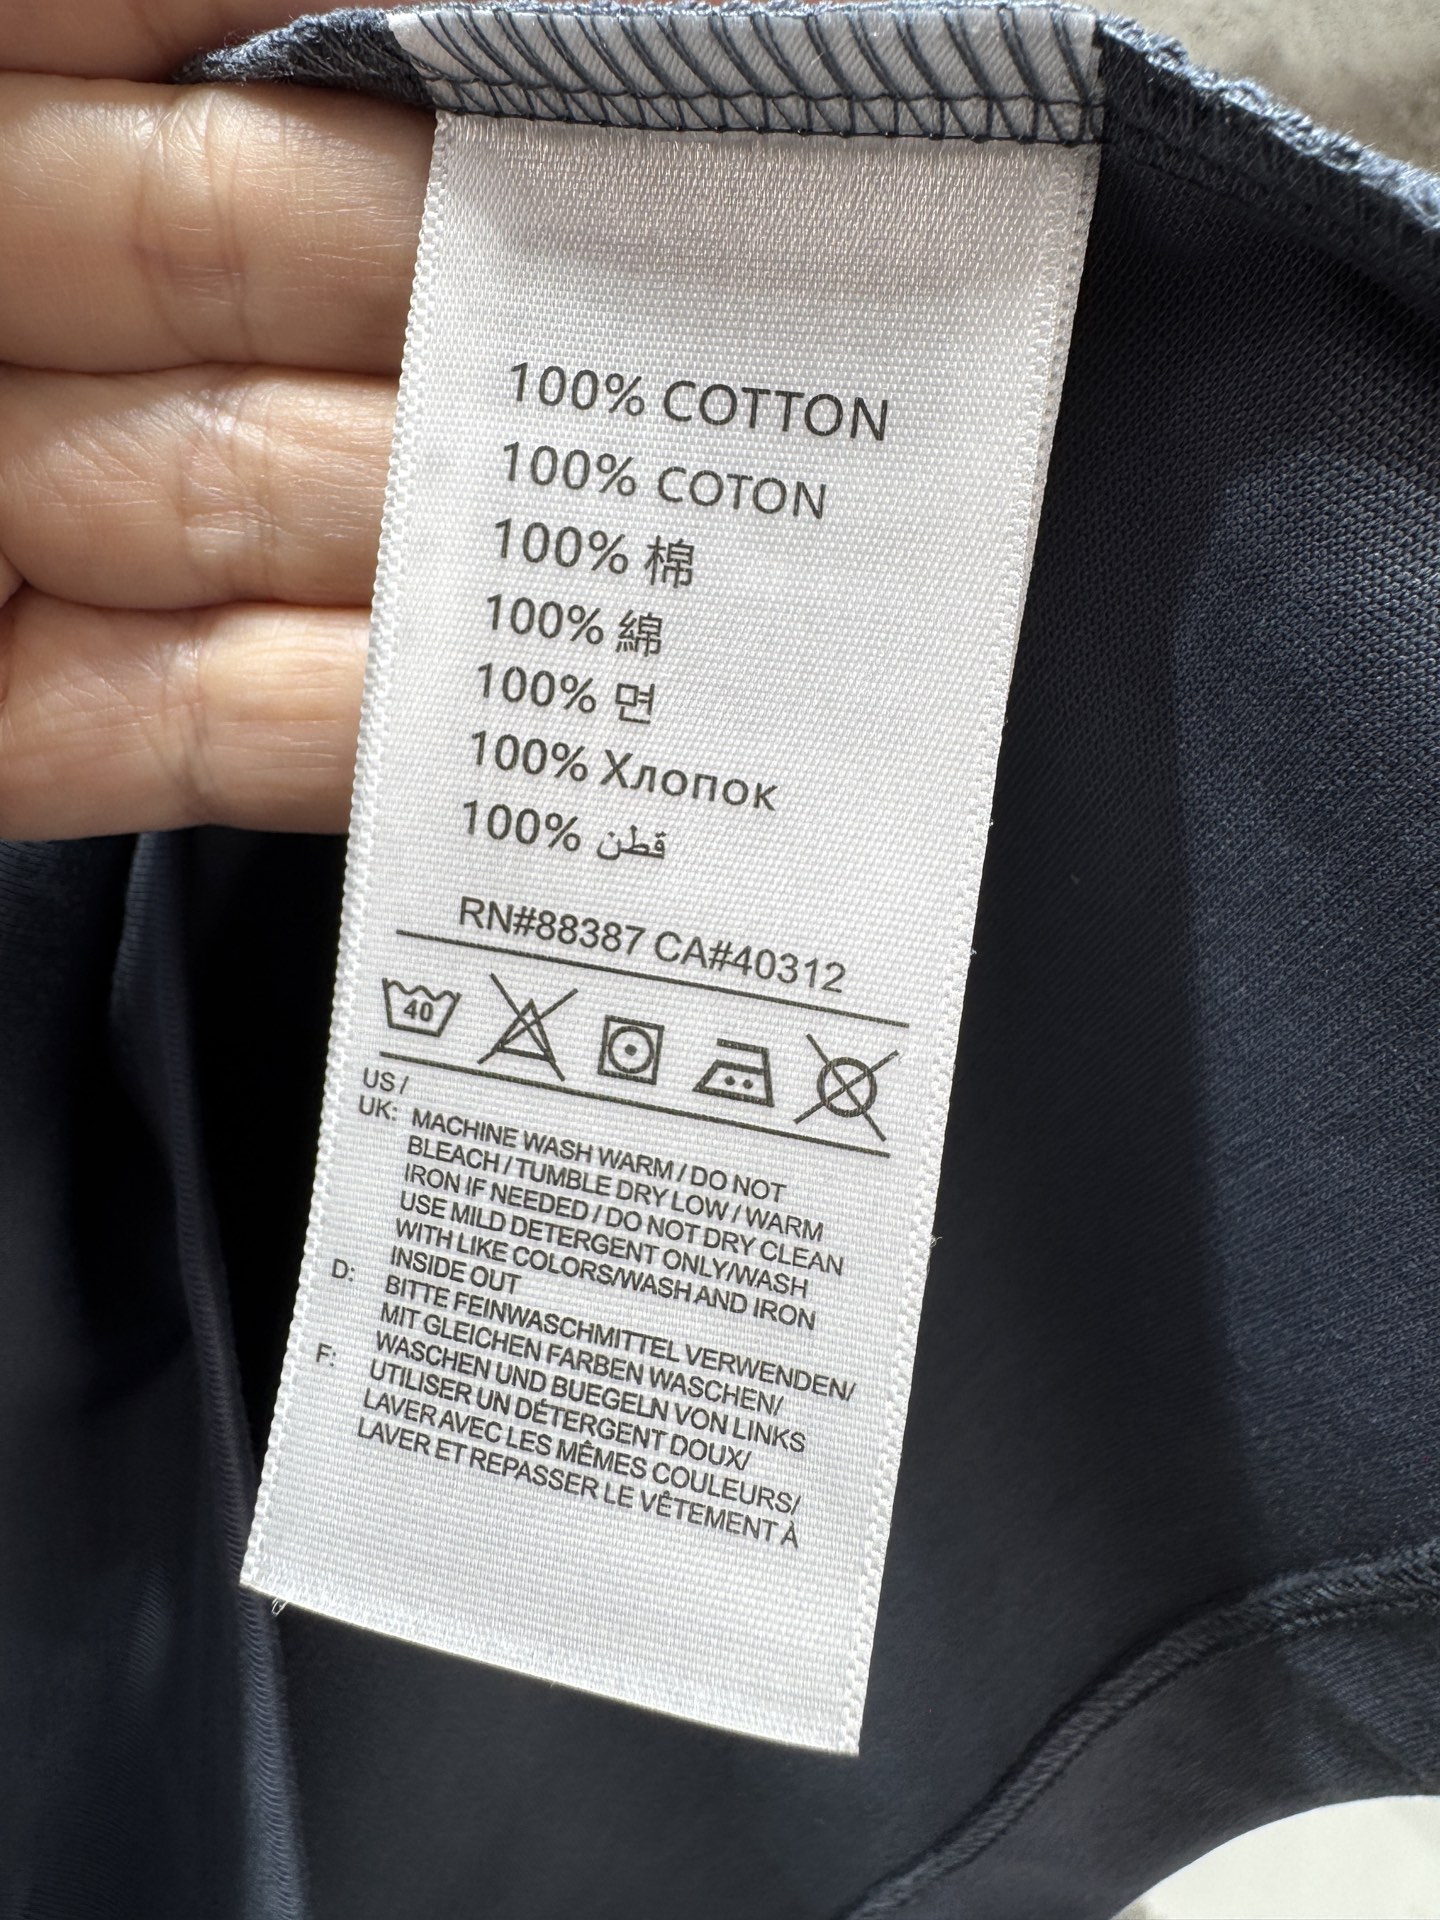 100% COTTON
100% COTON
100% 棉
100% 綿
100% 면
100% Хлопок
100% قطن
RN#88387 CA#40312
40
US /
UK: MACHINE WASH WARM / DO NOT
BLEACH / TUMBLE DRY LOW / WARM
IRON IF NEEDED / DO NOT DRY CLEAN
USE MILD DETERGENT ONLY/WASH
WITH LIKE COLORS/WASH AND IRON
INSIDE OUT
D: BITTE FEINWASCHMITTEL VERWENDEN/
MIT GLEICHEN FARBEN WASCHEN/
WASCHEN UND BUEGELN VON LINKS
F: UTILISER UN DÉTERGENT DOUX/
LAVER AVEC LES MÊMES COULEURS/
LAVER ET REPASSER LE VÊTEMENT À